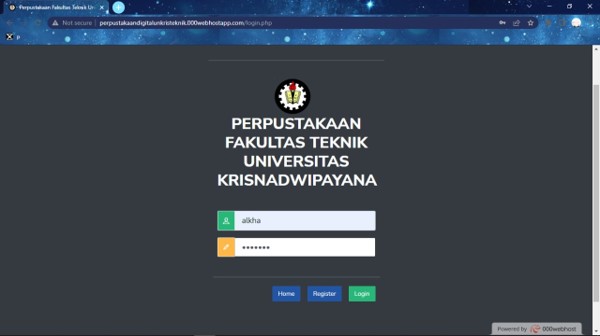 Perpustakaan Fakultas Teknik Un
Not secure
perpustakaandigitalunkristeknik.000webhostapp.com/login.php
P
PERPUSTAKAAN
FAKULTAS TEKNIK
UNIVERSITAS
KRISNADWIPAYANA
alkha
•••••••
Home
Register
Login
Powered by 000webhost